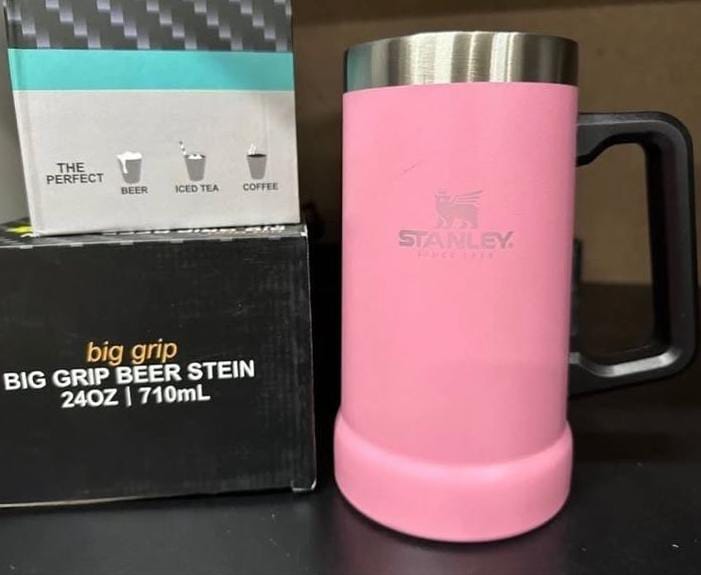 THE
PERFECT
BEER
ICED TEA
COFFEE
big grip
BIG GRIP BEER STEIN
24OZ | 710mL
STANLEY